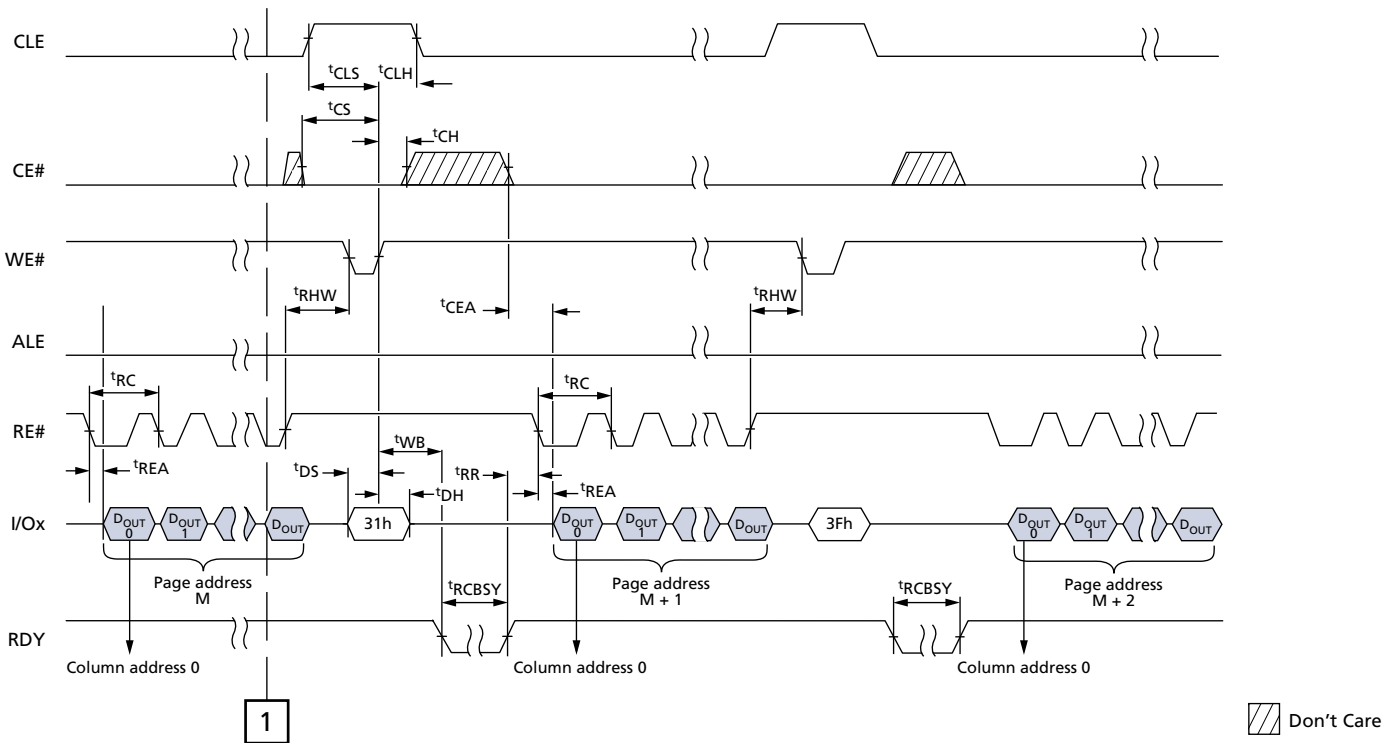 CLE
tCLS
tCLH
tCS
tCH
CE#
WE#
tRHW
tCEA
tRHW
ALE
tRC
tRC
RE#
tWB
tREA
tDS
tRR
tDH
tREA
I/Ox
DOUT
0
DOUT
1
DOUT
31h
DOUT
0
DOUT
1
DOUT
3Fh
DOUT
0
DOUT
1
DOUT
Page address
M
tRCBSY
Page address
M + 1
tRCBSY
Page address
M + 2
RDY
Column address 0
Column address 0
Column address 0
1
Don't Care